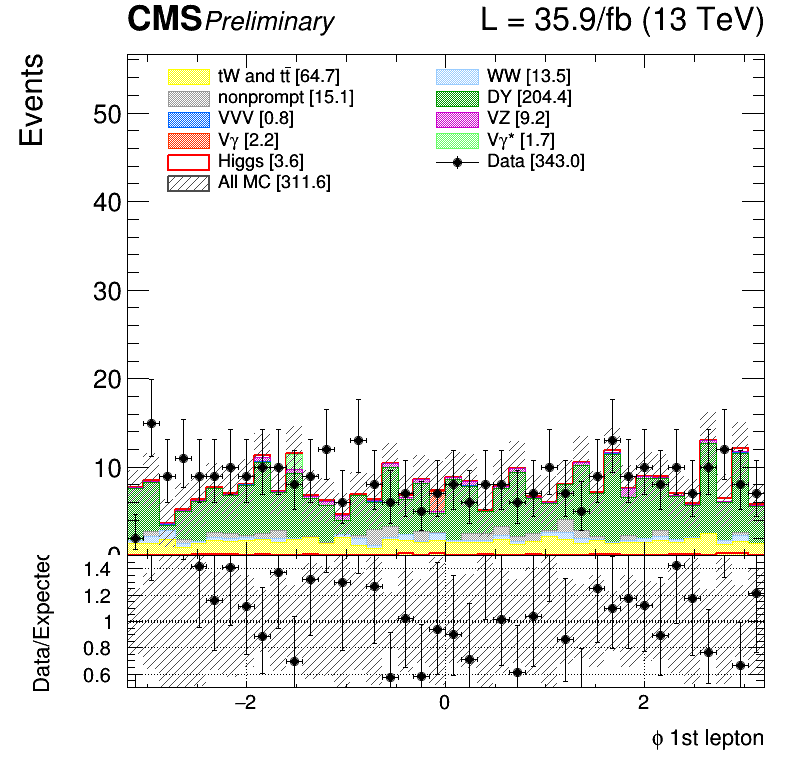 CMS Preliminary L = 35.9/fb (13 TeV)
Events
tW and tt̄ [64.7] WW [13.5]
nonprompt [15.1] DY [204.4]
VVV [0.8] VZ [9.2]
Vγ [2.2] Vγ* [1.7]
Higgs [3.6] Data [343.0]
All MC [311.6]
50
40
30
20
10
0
Data/Expected
1.4
1.2
1
0.8
0.6
−2 0 2
ϕ 1st lepton